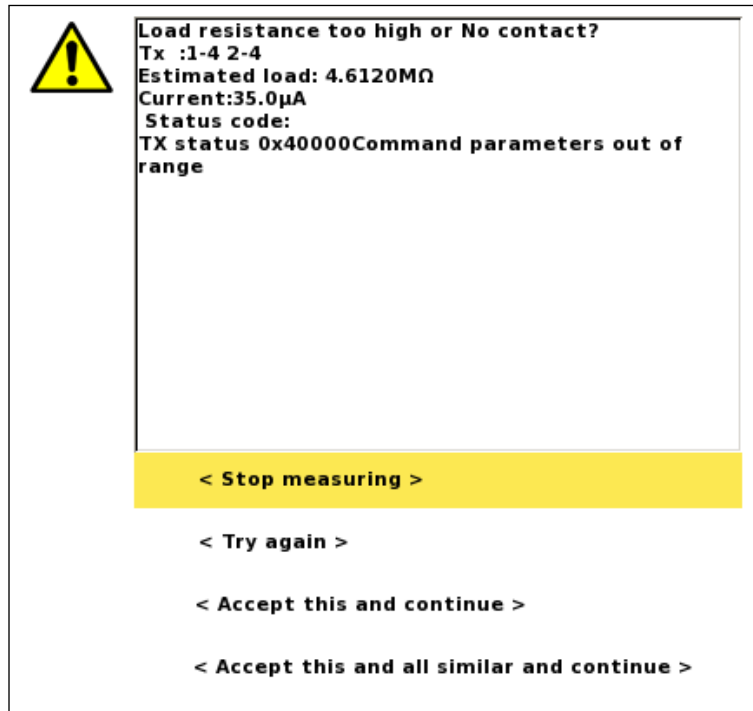 Load resistance too high or No contact?
Tx  :1-4 2-4
Estimated load: 4.6120MΩ
Current:35.0µA
 Status code:
TX status 0x40000Command parameters out of
range
< Stop measuring >
< Try again >
< Accept this and continue >
< Accept this and all similar and continue >